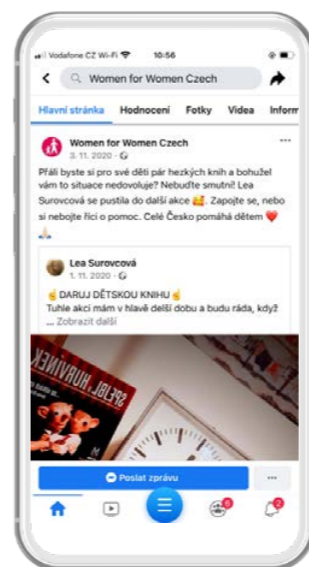 Vodafone CZ Wi-Fi 10:56
Women for Women Czech
Hlavní stránka Hodnocení Fotky Videa Inform
Women for Women Czech
3. 11. 2020 ·
Přáli byste si pro své děti pár hezkých knih a bohužel
vám to situace nedovoluje? Nebuďte smutní! Lea
Surovcová se pustila do další akce 🥰. Zapojte se, nebo
si nebojte říci o pomoc. Celé Česko pomáhá dětem ❤️
🙏🏻
Lea Surovcová
1. 11. 2020 ·
☝️DARUJ DĚTSKOU KNIHU☝️
Tuhle akci mám v hlavě delší dobu a budu ráda, když
... Zobrazit další
SPEJBL HURVÍNEK
Poslat zprávu
6
2